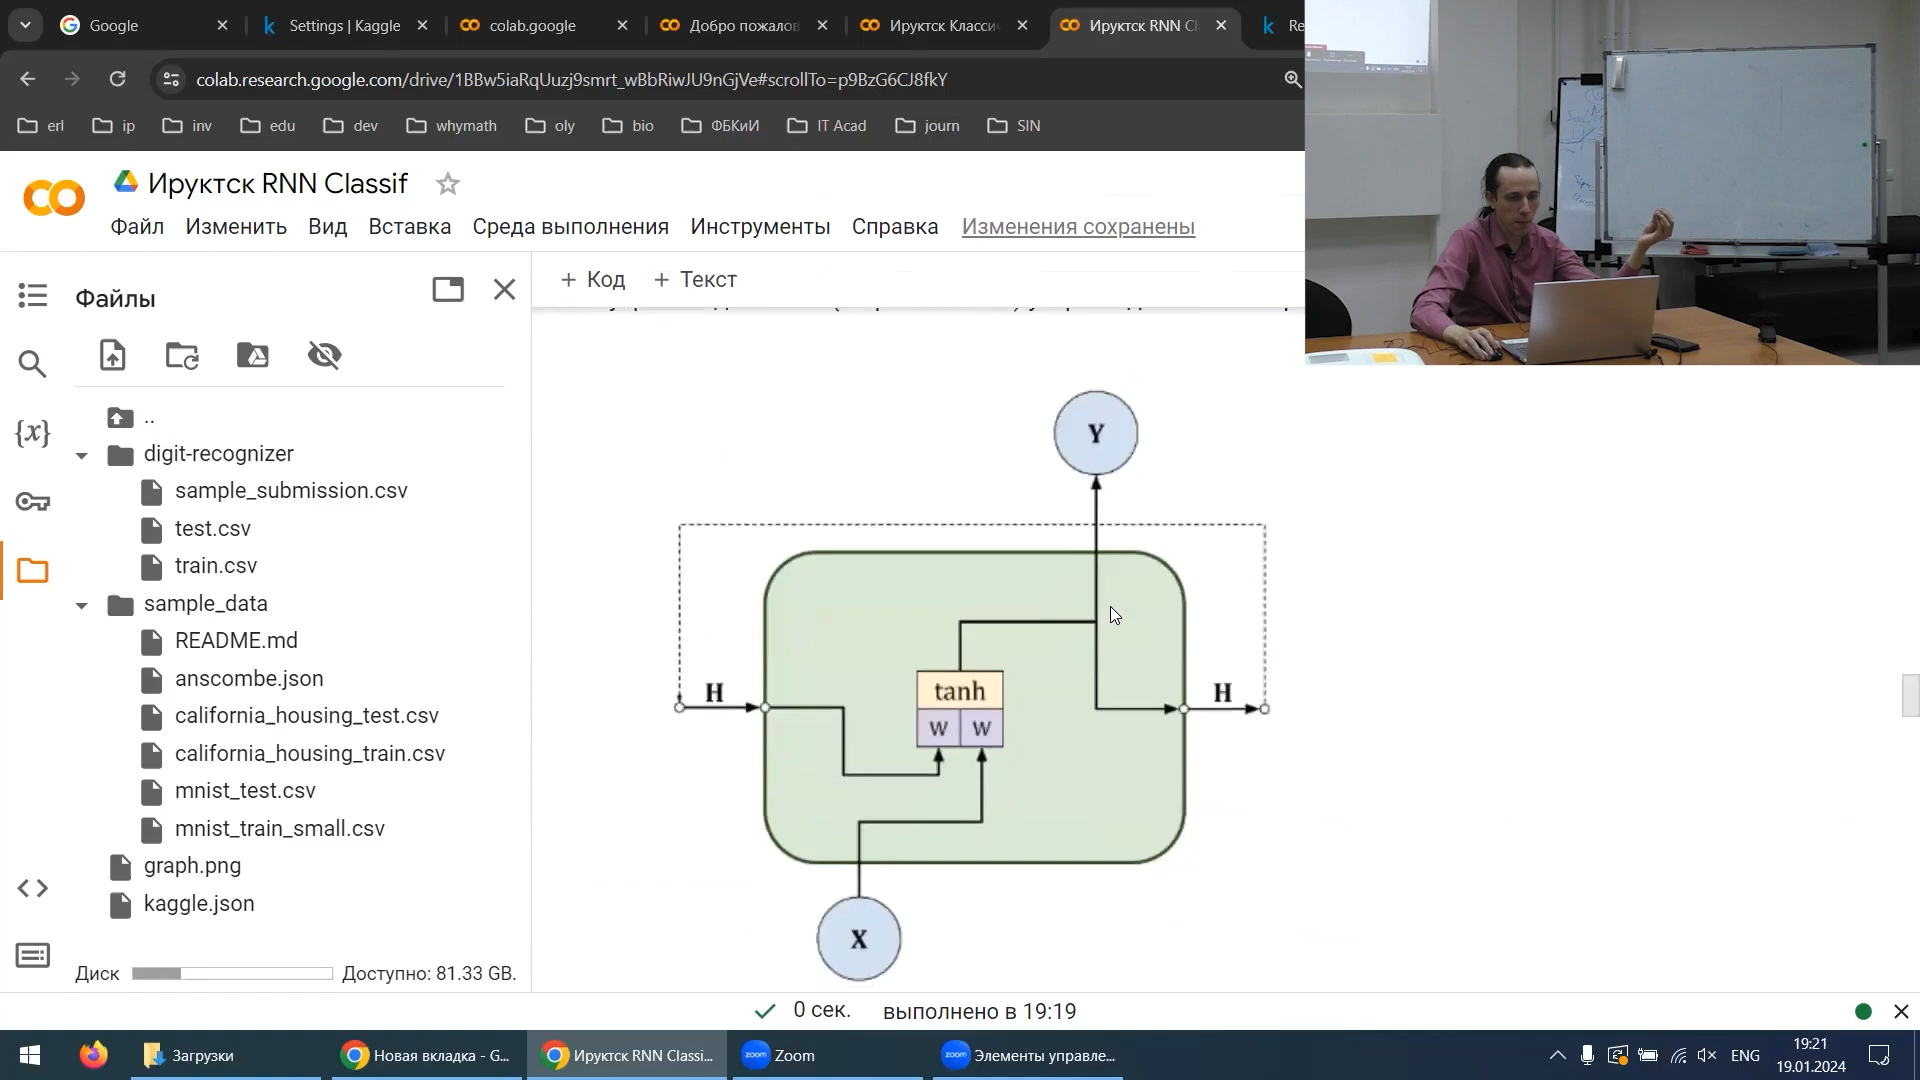 Google
Settings | Kaggle
colab.google
Добро пожалов
Ируктск Класси
Ируктск RNN Cl
Re
colab.research.google.com/drive/1BBw5iaRqUuzj9smrt_wBbRiwJU9nGjVe#scrollTo=p9BzG6CJ8fkY
erl
ip
inv
edu
dev
whymath
oly
bio
ФБКиИ
IT Acad
journ
SIN
Ируктск RNN Classif
Файл Изменить Вид Вставка Среда выполнения Инструменты Справка Изменения сохранены
Файлы
+ Код + Текст
..
digit-recognizer
sample_submission.csv
test.csv
train.csv
sample_data
README.md
anscombe.json
california_housing_test.csv
california_housing_train.csv
mnist_test.csv
mnist_train_small.csv
graph.png
kaggle.json
Диск Доступно: 81.33 GB.
Y
H
tanh
H
W W
X
0 сек. выполнено в 19:19
Загрузки
Новая вкладка - G...
Ируктск RNN Classi...
Zoom
Элементы управле...
ENG
19:21
19.01.2024